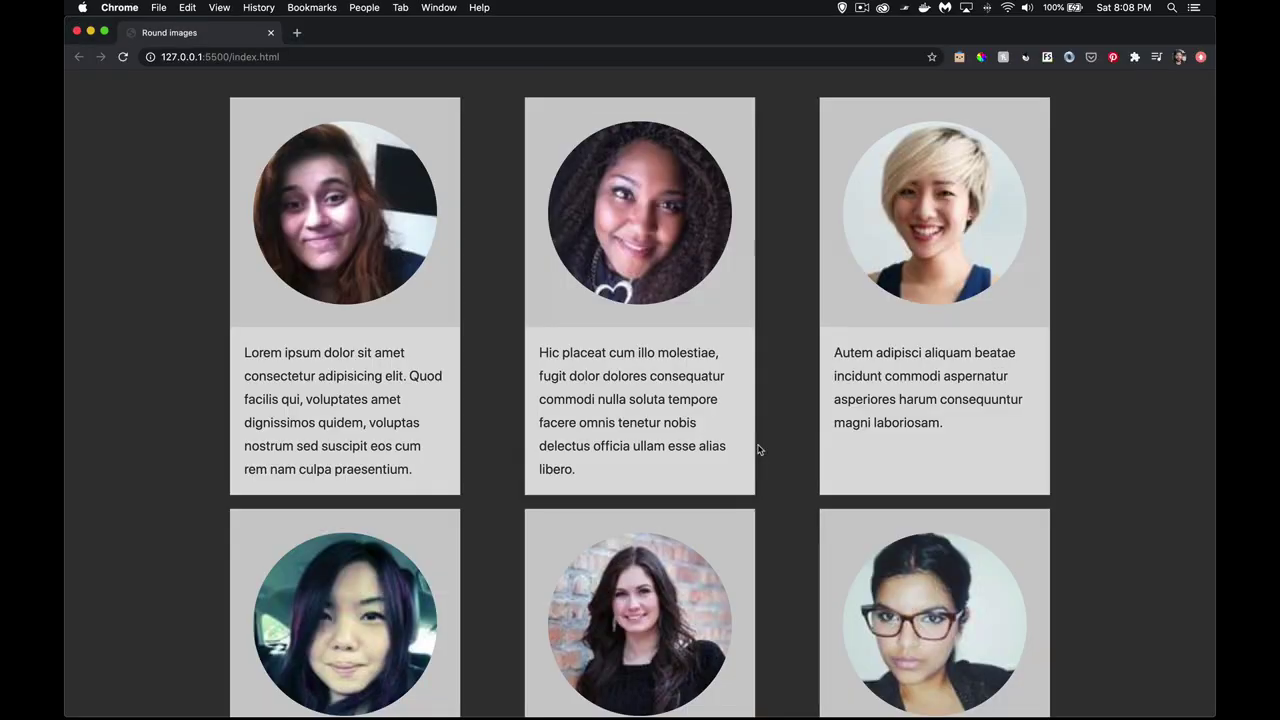 Chrome File Edit View History Bookmarks People Tab Window Help 100% Sat 8:08 PM
Round images
127.0.0.1:5500/index.html
Lorem ipsum dolor sit amet
consectetur adipisicing elit. Quod
facilis qui, voluptates amet
dignissimos quidem, voluptas
nostrum sed suscipit eos cum
rem nam culpa praesentium.
Hic placeat cum illo molestiae,
fugit dolor dolores consequatur
commodi nulla soluta tempore
facere omnis tenetur nobis
delectus officia ullam esse alias
libero.
Autem adipisci aliquam beatae
incidunt commodi aspernatur
asperiores harum consequuntur
magni laboriosam.